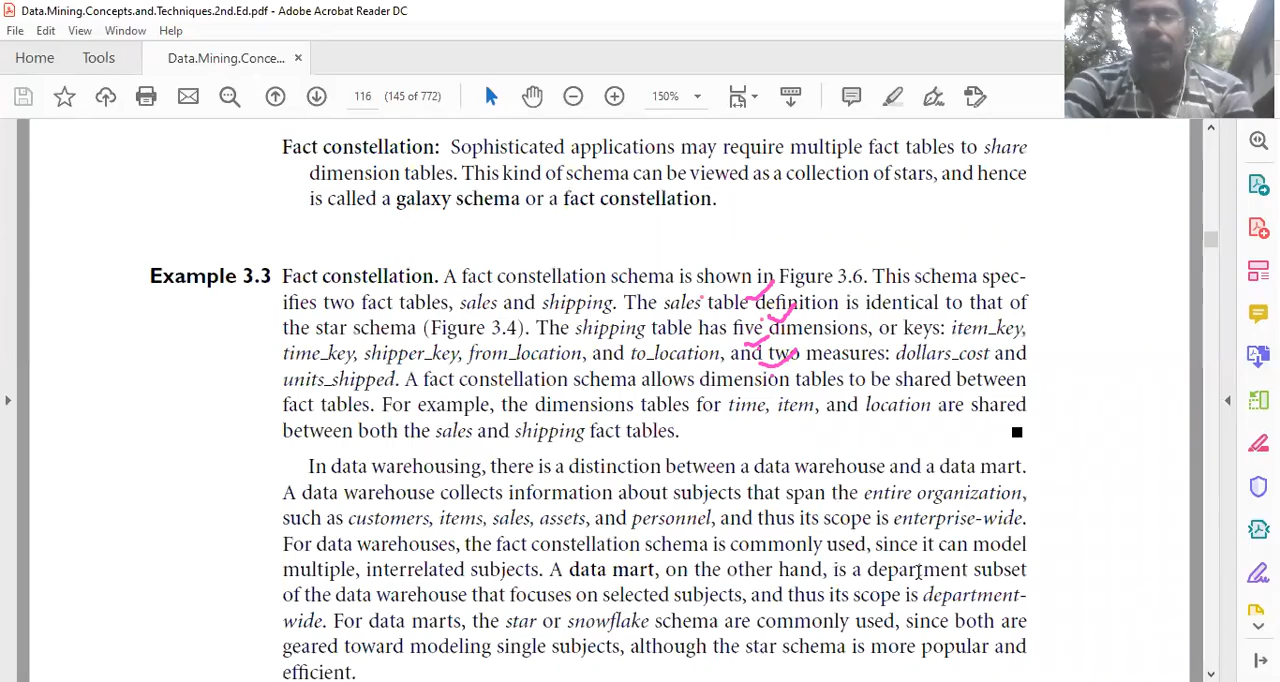 Data.Mining.Concepts.and.Techniques.2nd.Ed.pdf - Adobe Acrobat Reader DC
File Edit View Window Help
Home Tools Data.Mining.Conce... ×
116 (145 of 772) 150%
Fact constellation: Sophisticated applications may require multiple fact tables to share
dimension tables. This kind of schema can be viewed as a collection of stars, and hence
is called a galaxy schema or a fact constellation.
Example 3.3 Fact constellation. A fact constellation schema is shown in Figure 3.6. This schema spec-
ifies two fact tables, sales and shipping. The sales table definition is identical to that of
the star schema (Figure 3.4). The shipping table has five dimensions, or keys: item_key,
time_key, shipper_key, from_location, and to_location, and two measures: dollars_cost and
units_shipped. A fact constellation schema allows dimension tables to be shared between
fact tables. For example, the dimensions tables for time, item, and location are shared
between both the sales and shipping fact tables.
In data warehousing, there is a distinction between a data warehouse and a data mart.
A data warehouse collects information about subjects that span the entire organization,
such as customers, items, sales, assets, and personnel, and thus its scope is enterprise-wide.
For data warehouses, the fact constellation schema is commonly used, since it can model
multiple, interrelated subjects. A data mart, on the other hand, is a department subset
of the data warehouse that focuses on selected subjects, and thus its scope is department-
wide. For data marts, the star or snowflake schema are commonly used, since both are
geared toward modeling single subjects, although the star schema is more popular and
efficient.